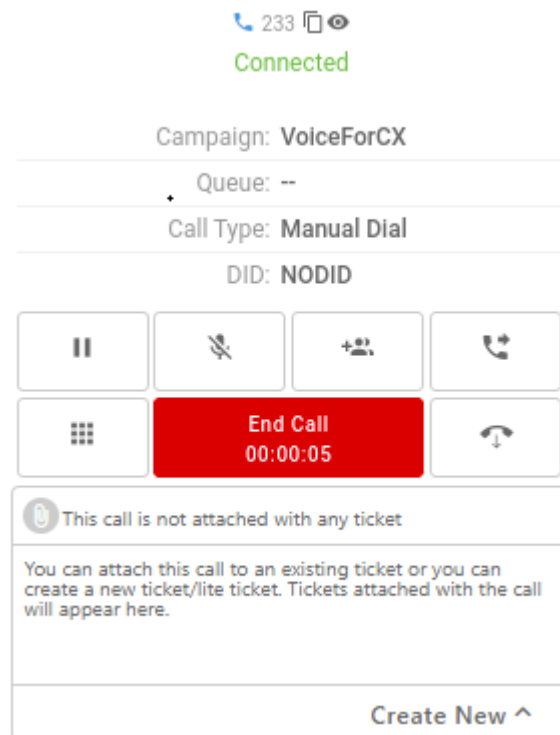 233
Connected
Campaign: VoiceForCX
Queue: --
Call Type: Manual Dial
DID: NODID
End Call
00:00:05
This call is not attached with any ticket
You can attach this call to an existing ticket or you can
create a new ticket/lite ticket. Tickets attached with the call
will appear here.
Create New